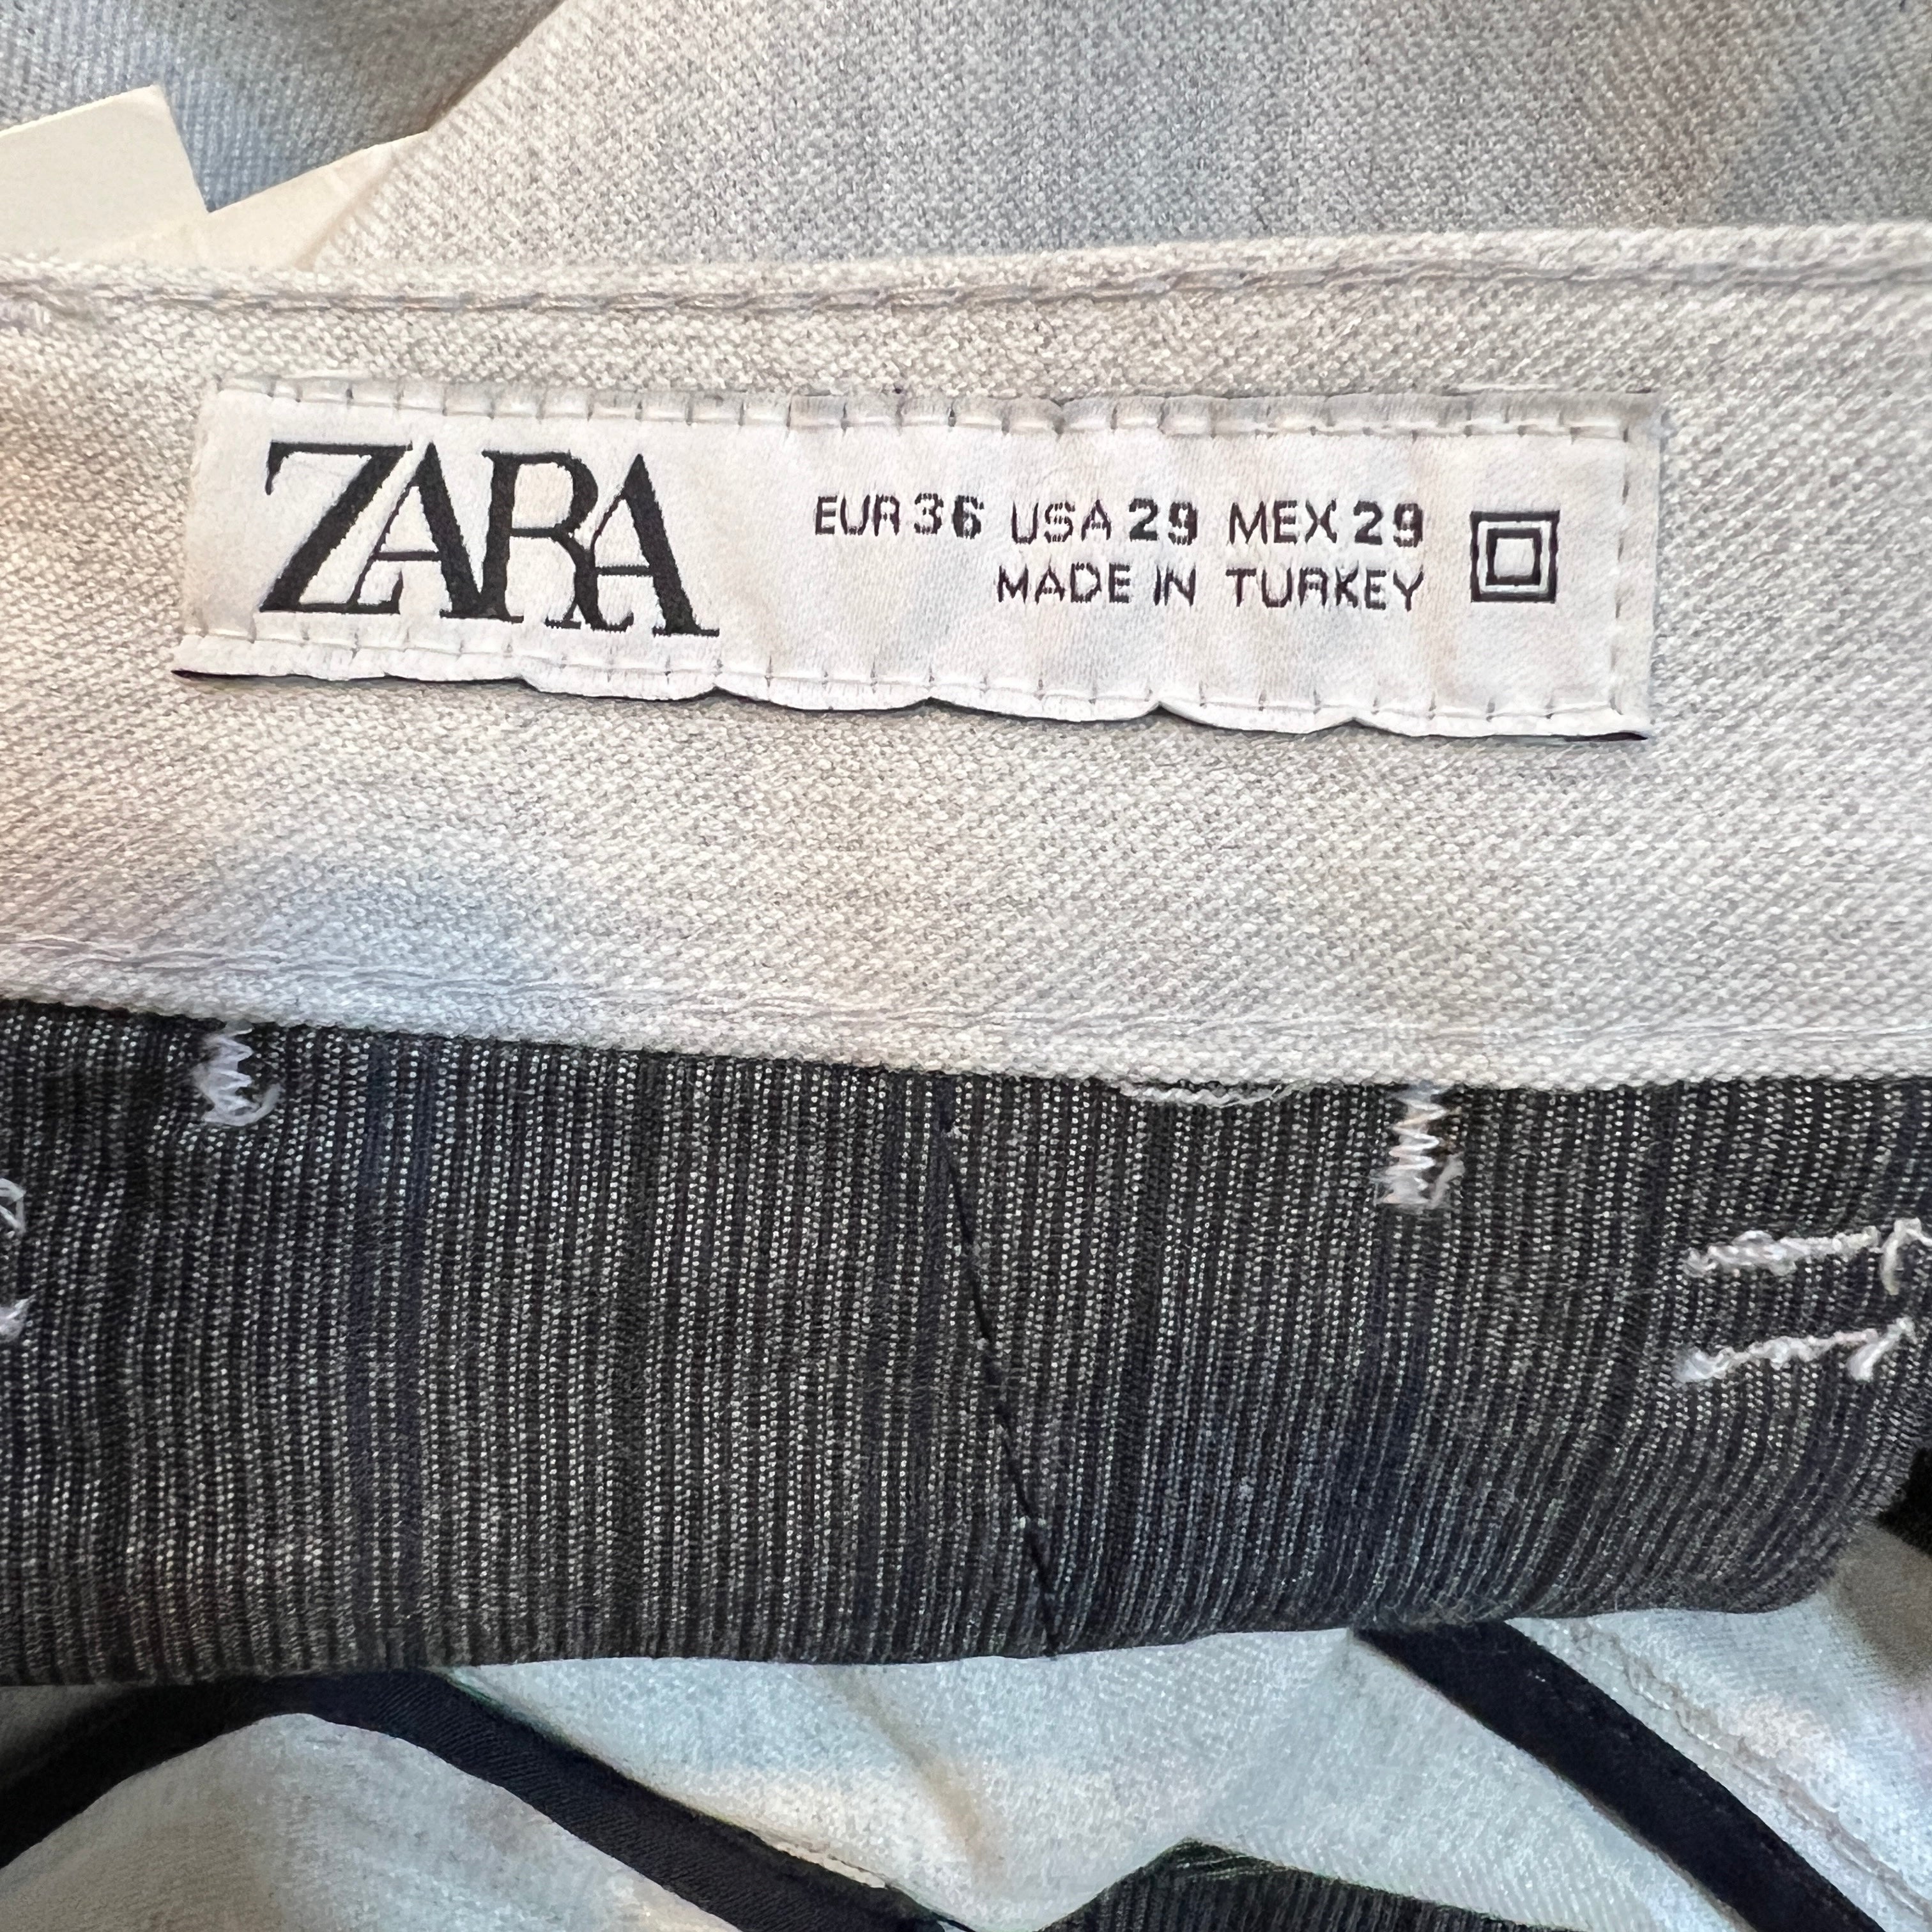 ZARA
EUR 36 USA 29 MEX 29
MADE IN TURKEY